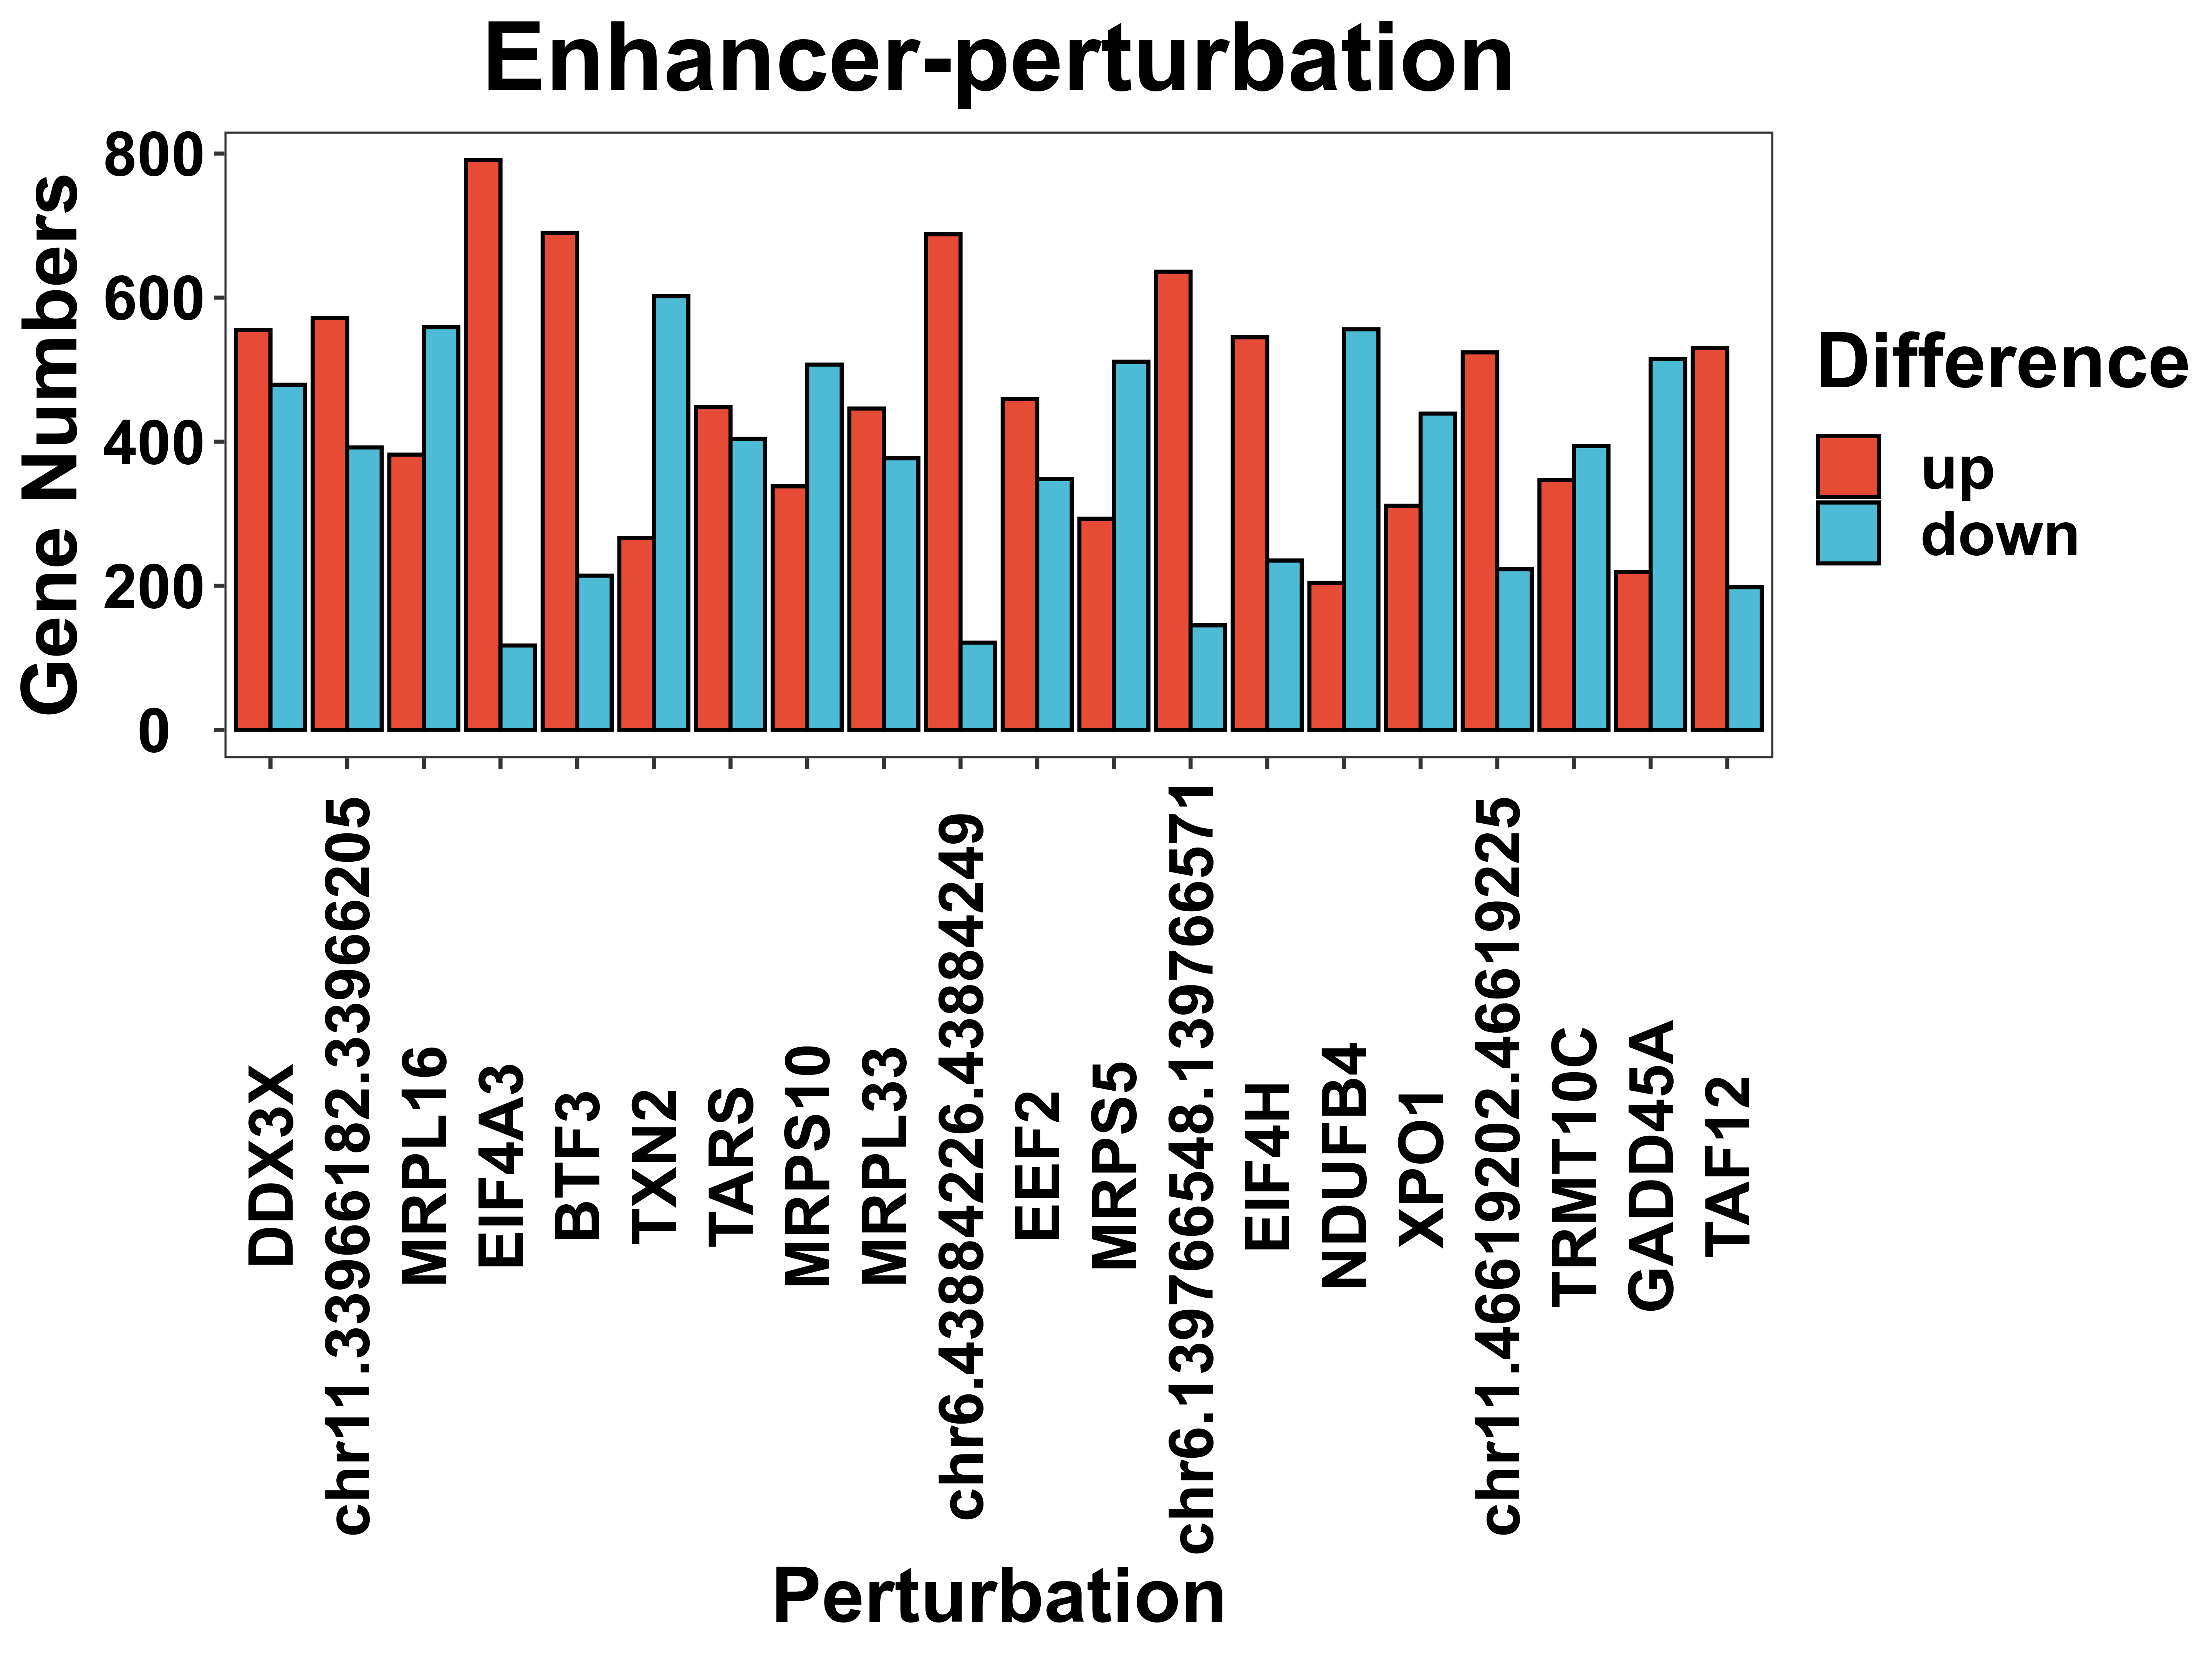 Enhancer-perturbation
Gene Numbers
800
600
400
200
0
DDX3X
chr11.33966182.33966205
MRPL16
EIF4A3
BTF3
TXN2
TARS
MRPS10
MRPL33
chr6.43884226.43884249
EEF2
MRPS5
chr6.139766548.139766571
EIF4H
NDUFB4
XPO1
chr11.46619202.46619225
TRMT10C
GADD45A
TAF12
Perturbation
Difference
up
down